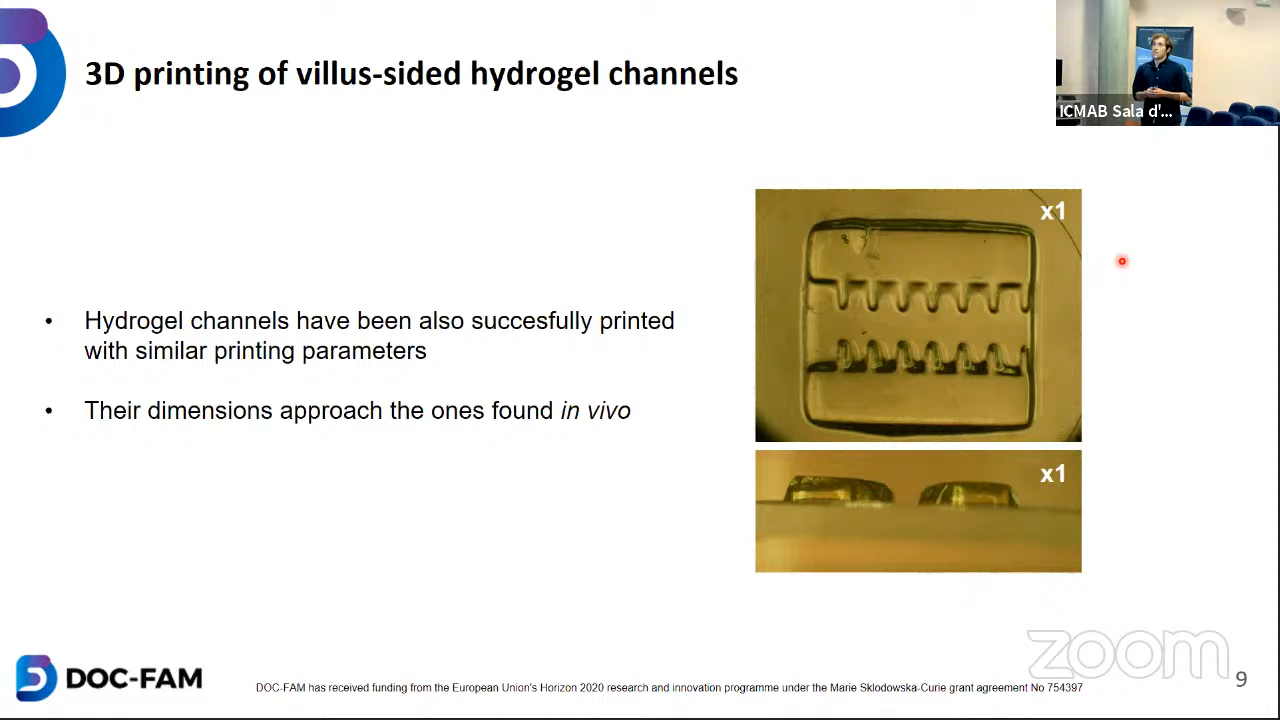 3D printing of villus-sided hydrogel channels
ICMAB Sala d'...
x1
• Hydrogel channels have been also succesfully printed
with similar printing parameters
• Their dimensions approach the ones found in vivo
x1
zoom
DOC-FAM
DOC-FAM has received funding from the European Union's Horizon 2020 research and innovation programme under the Marie Sklodowska-Curie grant agreement No 754397
9